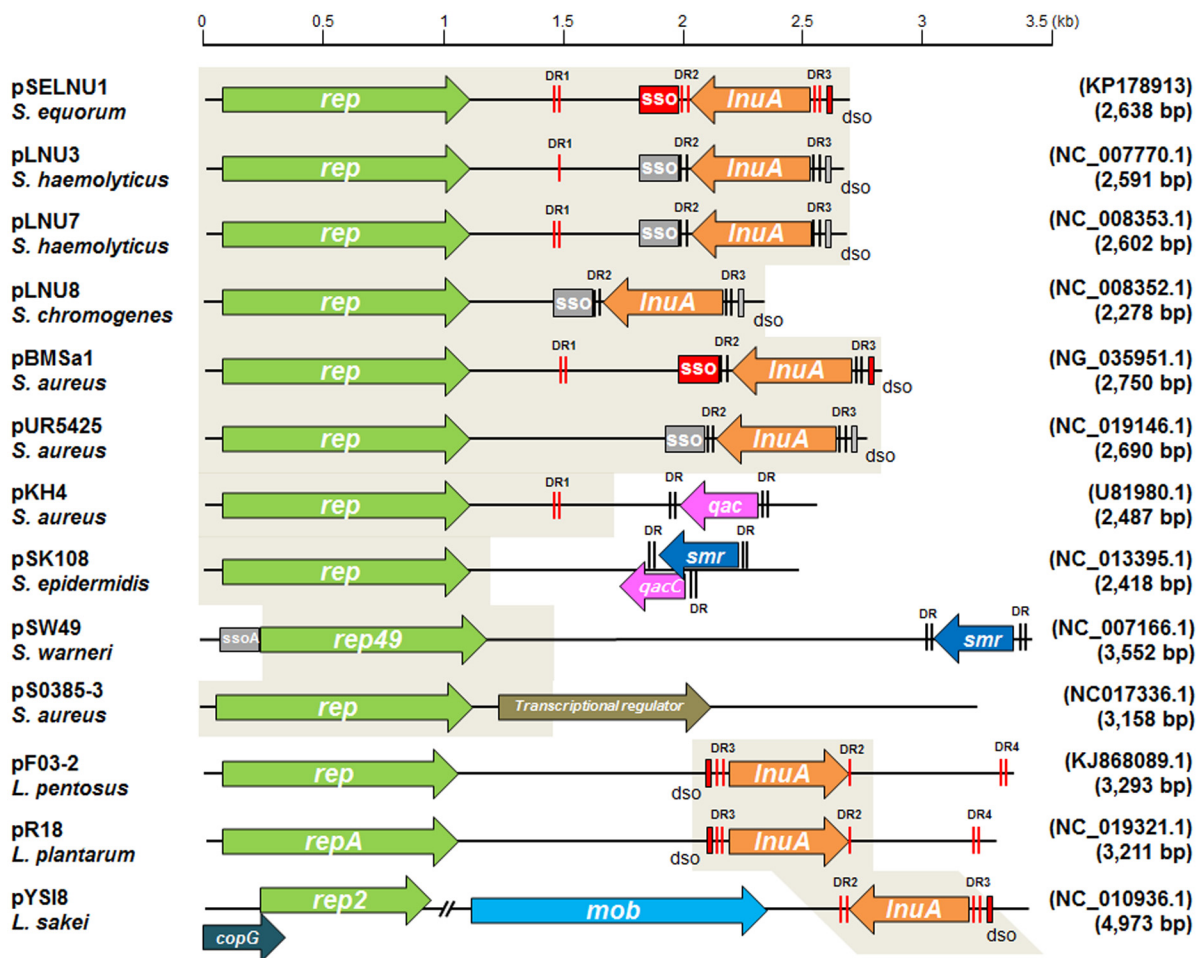 0 0.5 1 1.5 2 2.5 3 3.5 (kb)
pSELNU1 DR1 DR2 DR3 (KP178913)
S. equorum rep sso lnuA dso (2,638 bp)
pLNU3 DR1 DR2 DR3 (NC_007770.1)
S. haemolyticus rep sso lnuA dso (2,591 bp)
pLNU7 DR1 DR2 DR3 (NC_008353.1)
S. haemolyticus rep sso lnuA dso (2,602 bp)
pLNU8 DR2 DR3 (NC_008352.1)
S. chromogenes rep sso lnuA dso (2,278 bp)
pBMSa1 DR1 DR2 DR3 (NG_035951.1)
S. aureus rep sso lnuA dso (2,750 bp)
pUR5425 DR2 DR3 (NC_019146.1)
S. aureus rep sso lnuA dso (2,690 bp)
pKH4 DR1 DR DR (U81980.1)
S. aureus rep qac (2,487 bp)
pSK108 DR smr DR (NC_013395.1)
S. epidermidis rep qacC DR (2,418 bp)
pSW49 DR DR (NC_007166.1)
S. warneri ssoA rep49 smr (3,552 bp)
pS0385-3 (NC017336.1)
S. aureus rep Transcriptional regulator (3,158 bp)
pF03-2 DR3 DR2 DR4 (KJ868089.1)
L. pentosus rep dso lnuA (3,293 bp)
pR18 DR3 DR2 DR4 (NC_019321.1)
L. plantarum repA dso lnuA (3,211 bp)
pYSI8 rep2 DR2 DR3 (NC_010936.1)
L. sakei copG // mob lnuA dso (4,973 bp)